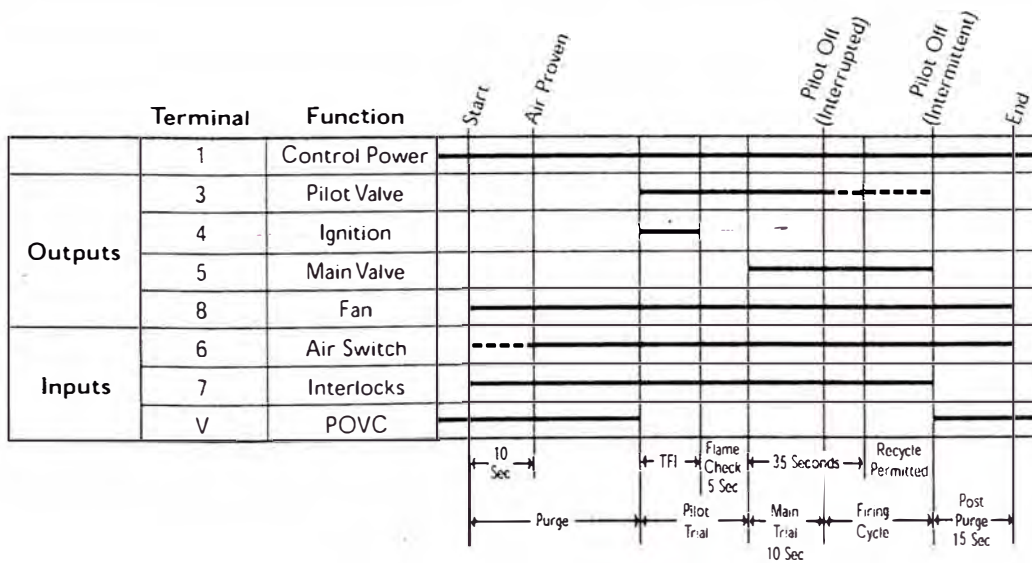 Start
Air Proven
Pilot Off
(Interrupted)
Pilot Off
(Intermittent)
End
Terminal Function
1 Control Power
Outputs
3 Pilot Valve
4 Ignition
5 Main Valve
8 Fan
Inputs
6 Air Switch
7 Interlocks
V POVC
10
Sec
TFI
Flame
Check
5 Sec
35 Seconds
Recycle
Permitted
Purge
Pilot
Trial
Main
Trial
10 Sec
Firing
Cycle
Post
Purge
15 Sec